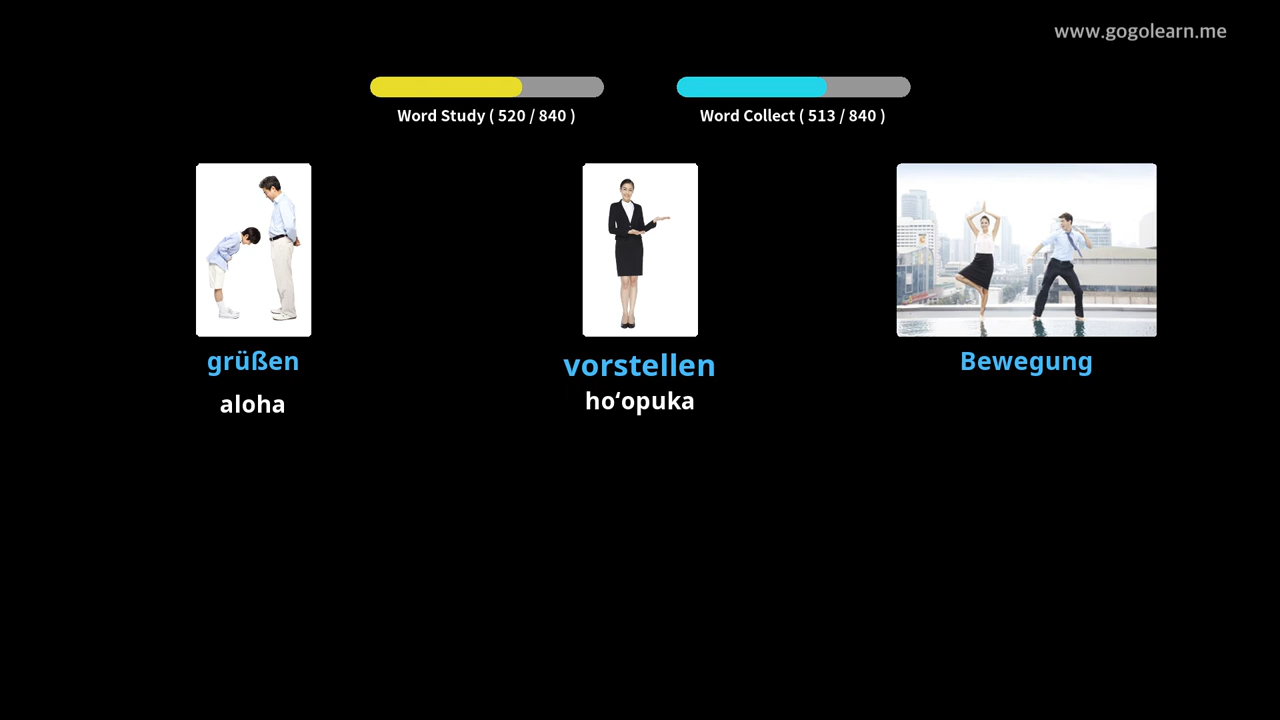 www.gogolearn.me
Word Study ( 520 / 840 )
Word Collect ( 513 / 840 )
grüßen
aloha
vorstellen
hoʻopuka
Bewegung